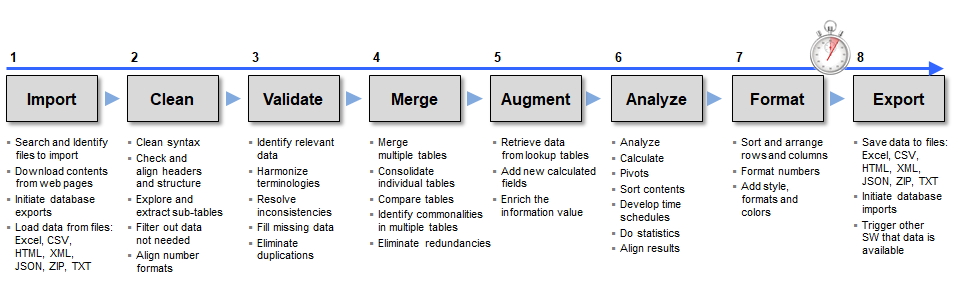 1 2 3 4 5 6 7 8
Import Clean Validate Merge Augment Analyze Format Export
Search and Identify
files to import
Download contents
from web pages
Initiate database
exports
Load data from files:
Excel, CSV,
HTML, XML,
JSON, ZIP, TXT
Clean syntax
Check and
align headers
and structure
Explore and
extract sub-tables
Filter out data
not needed
Align number
formats
Identify relevant
data
Harmonize
terminologies
Resolve
inconsistencies
Fill missing data
Eliminate
duplications
Merge
multiple tables
Consolidate
individual tables
Compare tables
Identify commonalities
in multiple tables
Eliminate redundancies
Retrieve data
from lookup tables
Add new calculated
fields
Enrich the
information value
Analyze
Calculate
Pivots
Sort contents
Develop time
schedules
Do statistics
Align results
Sort and arrange
rows and columns
Format numbers
Add style,
formats and
colors
Save data to files:
Excel, CSV,
HTML, XML,
JSON, ZIP, TXT
Initiate database
imports
Trigger other
SW that data is
available